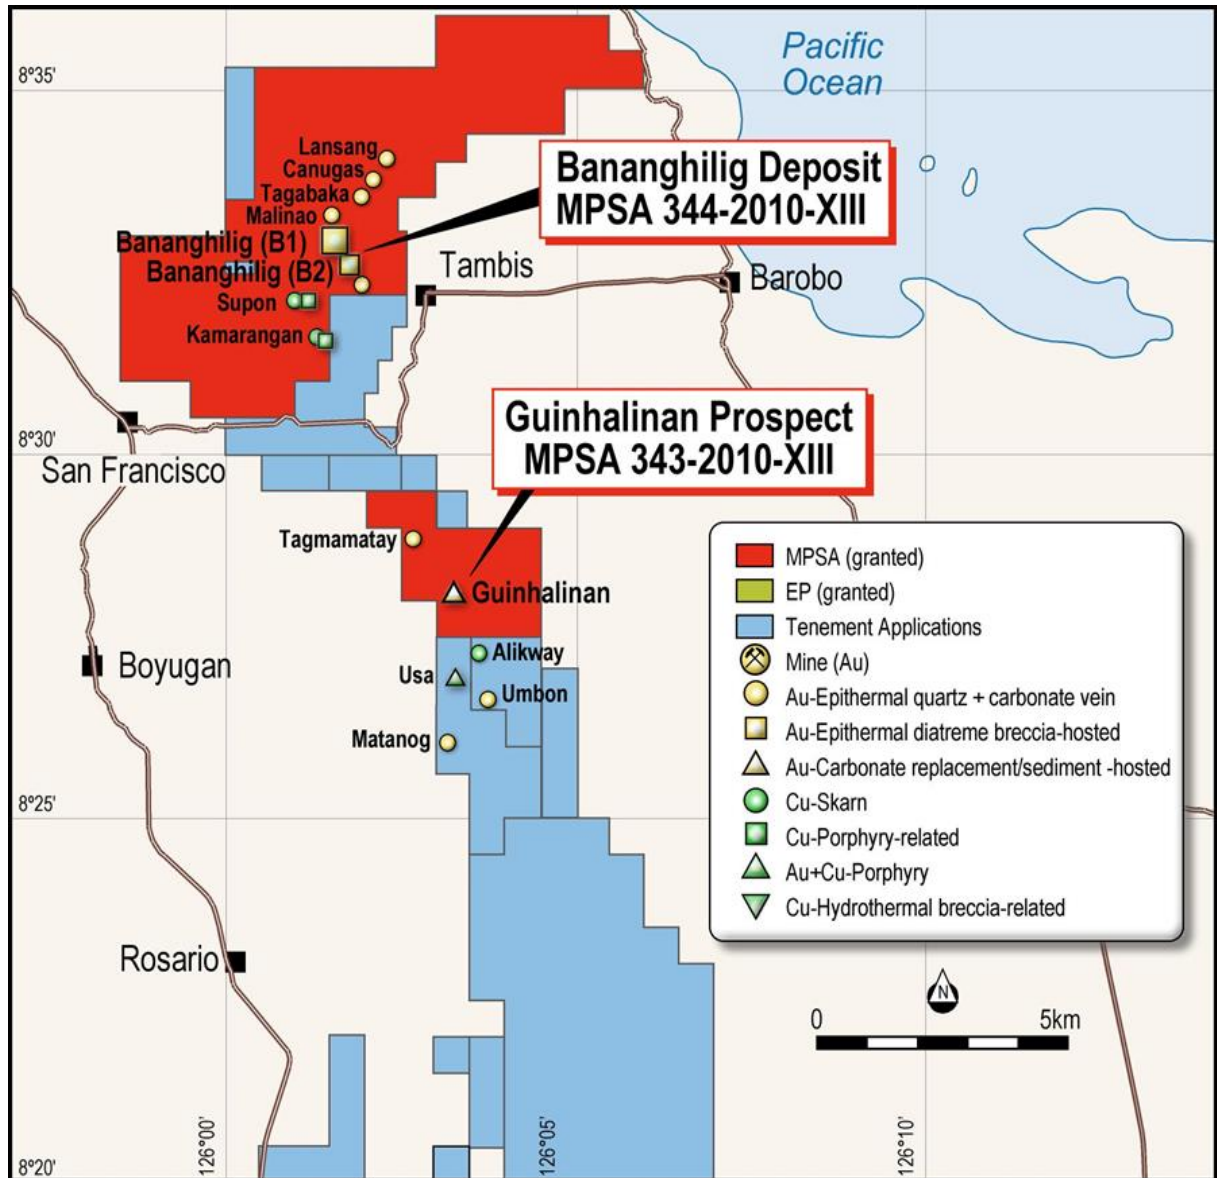 Pacific
Ocean
8°35'
Lansang
Canugas
Tagabaka
Malinao
Bananghilig (B1)
Bananghilig (B2)
Supon
Kamarangan
Bananghilig Deposit
MPSA 344-2010-XIII
Tambis
Barobo
8°30'
San Francisco
Guinhalinan Prospect
MPSA 343-2010-XIII
Tagmamatay
Guinhalinan
Boyugan
Alikway
Usa
Umbon
Matanog
8°25'
Rosario
MPSA (granted)
EP (granted)
Tenement Applications
Mine (Au)
Au-Epithermal quartz + carbonate vein
Au-Epithermal diatreme breccia-hosted
Au-Carbonate replacement/sediment -hosted
Cu-Skarn
Cu-Porphyry-related
Au+Cu-Porphyry
Cu-Hydrothermal breccia-related
N
0 5km
8°20'
126°00'
126°05'
126°10'